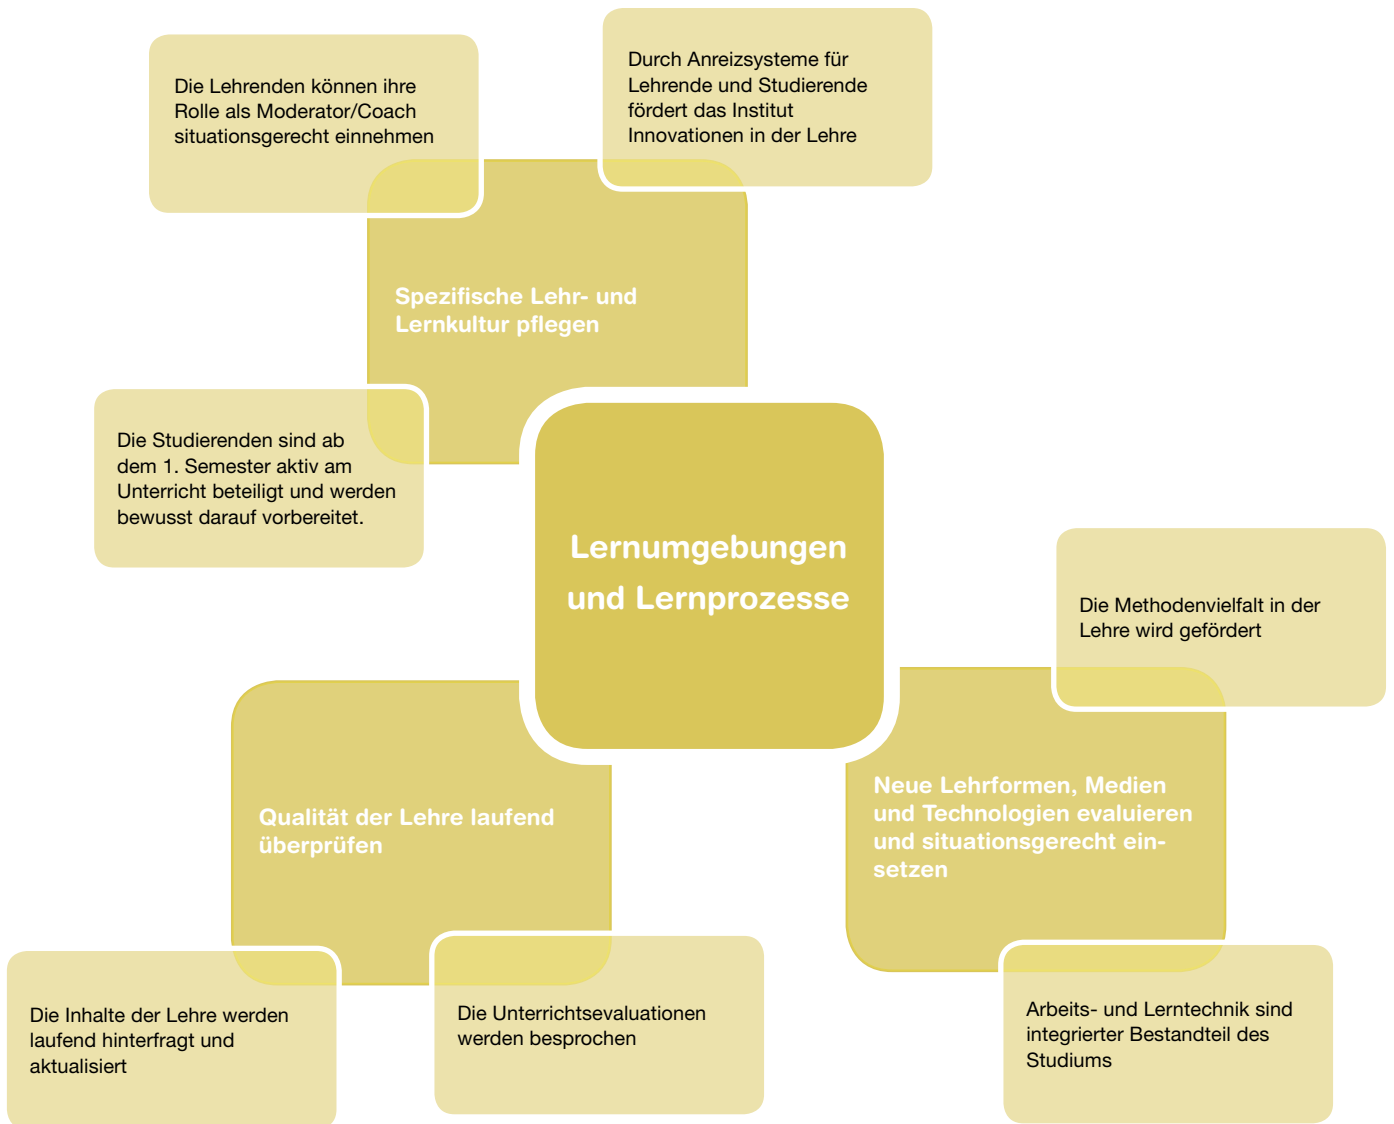 Die Lehrenden können ihre
Rolle als Moderator/Coach
situationsgerecht einnehmen
Durch Anreizsysteme für
Lehrende und Studierende
fördert das Institut
Innovationen in der Lehre
Spezifische Lehr- und
Lernkultur pflegen
Die Studierenden sind ab
dem 1. Semester aktiv am
Unterricht beteiligt und werden
bewusst darauf vorbereitet.
Lernumgebungen
und Lernprozesse
Die Methodenvielfalt in der
Lehre wird gefördert
Qualität der Lehre laufend
überprüfen
Neue Lehrformen, Medien
und Technologien evaluieren
und situationsgerecht ein-
setzen
Die Inhalte der Lehre werden
laufend hinterfragt und
aktualisiert
Die Unterrichtsevaluationen
werden besprochen
Arbeits- und Lerntechnik sind
integrierter Bestandteil des
Studiums